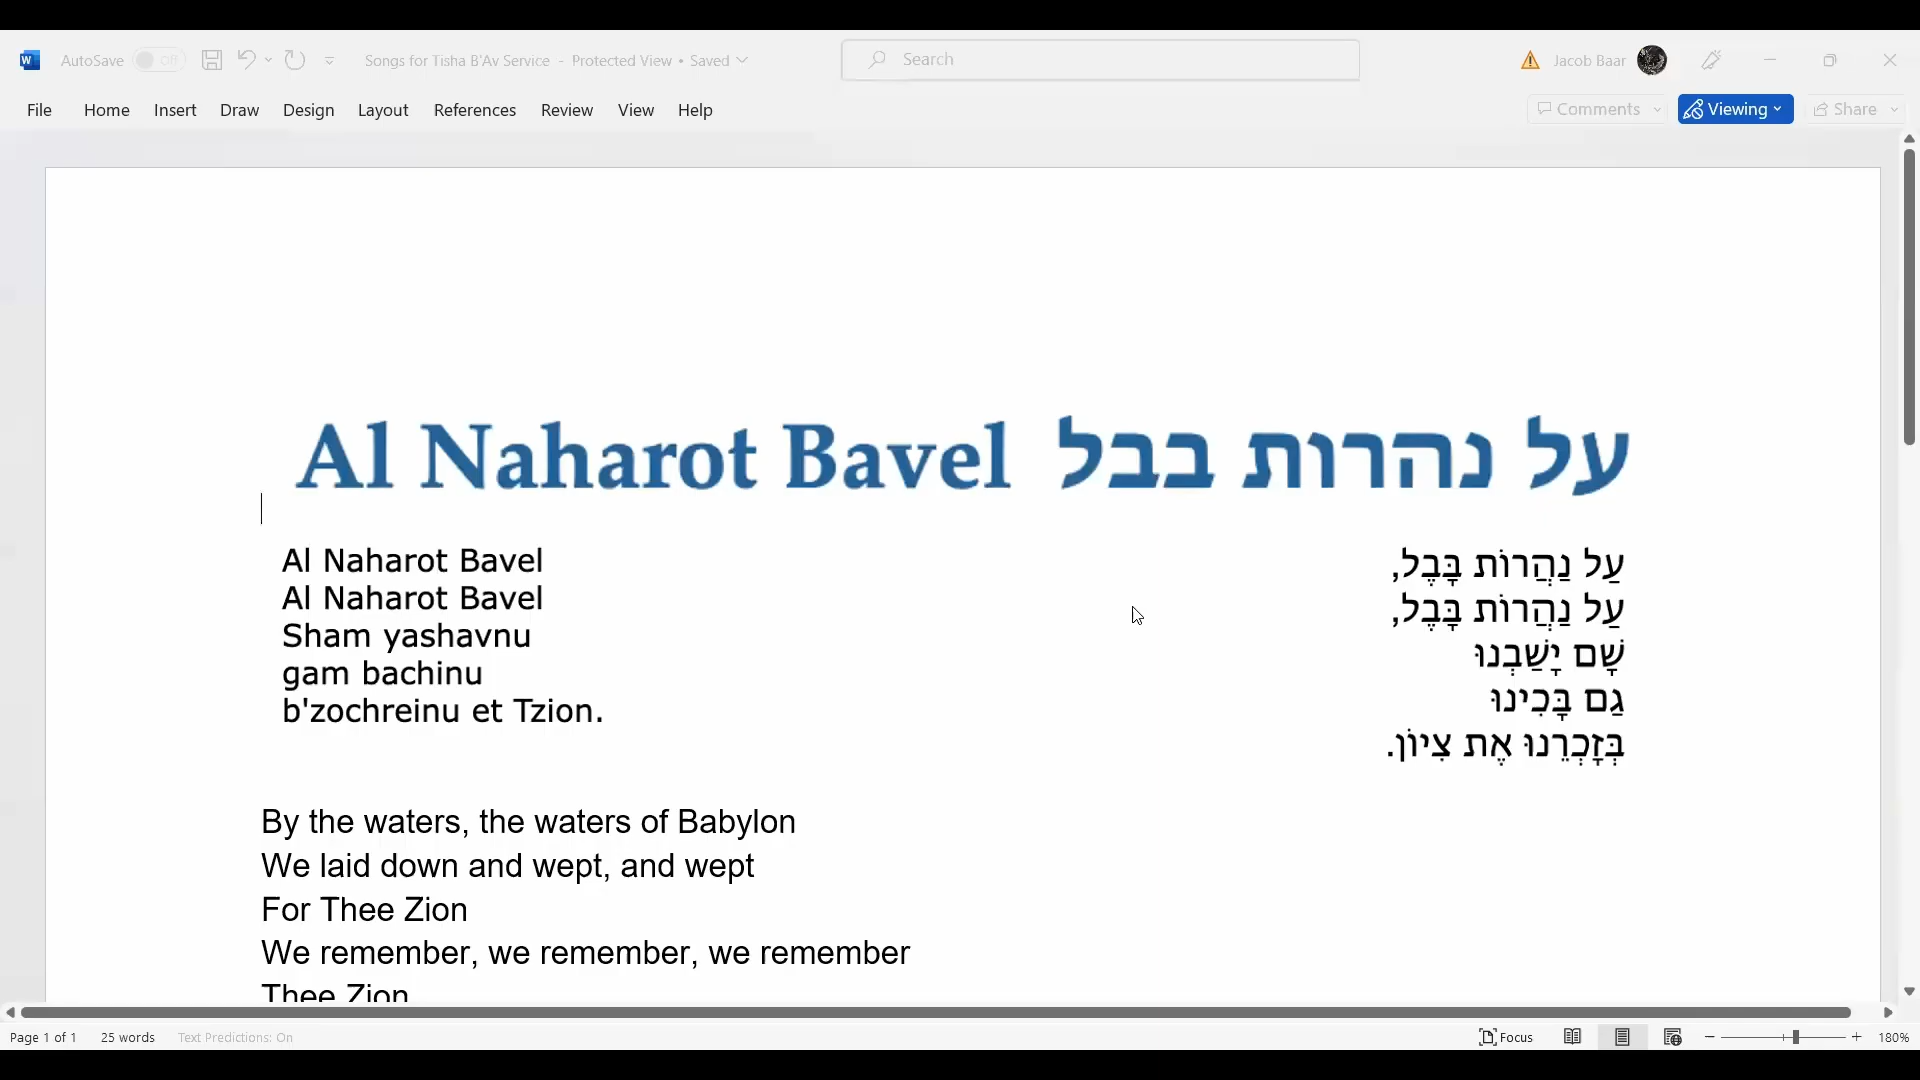 AutoSave Off Songs for Tisha B'Av Service - Protected View • Saved Search Jacob Baar
File Home Insert Draw Design Layout References Review View Help Comments Viewing Share
Al Naharot Bavel על נהרות בבל
Al Naharot Bavel
Al Naharot Bavel
Sham yashavnu
gam bachinu
b'zochreinu et Tzion.
עַל נַהֲרוֹת בָּבֶל,
עַל נַהֲרוֹת בָּבֶל,
שָׁם יָשַׁבְנוּ
גַם בָּכִינוּ
בְּזָכְרֵנוּ אֶת צִיוֹן.
By the waters, the waters of Babylon
We laid down and wept, and wept
For Thee Zion
We remember, we remember, we remember
Thee Zion
Page 1 of 1 25 words Text Predictions: On Focus 180%